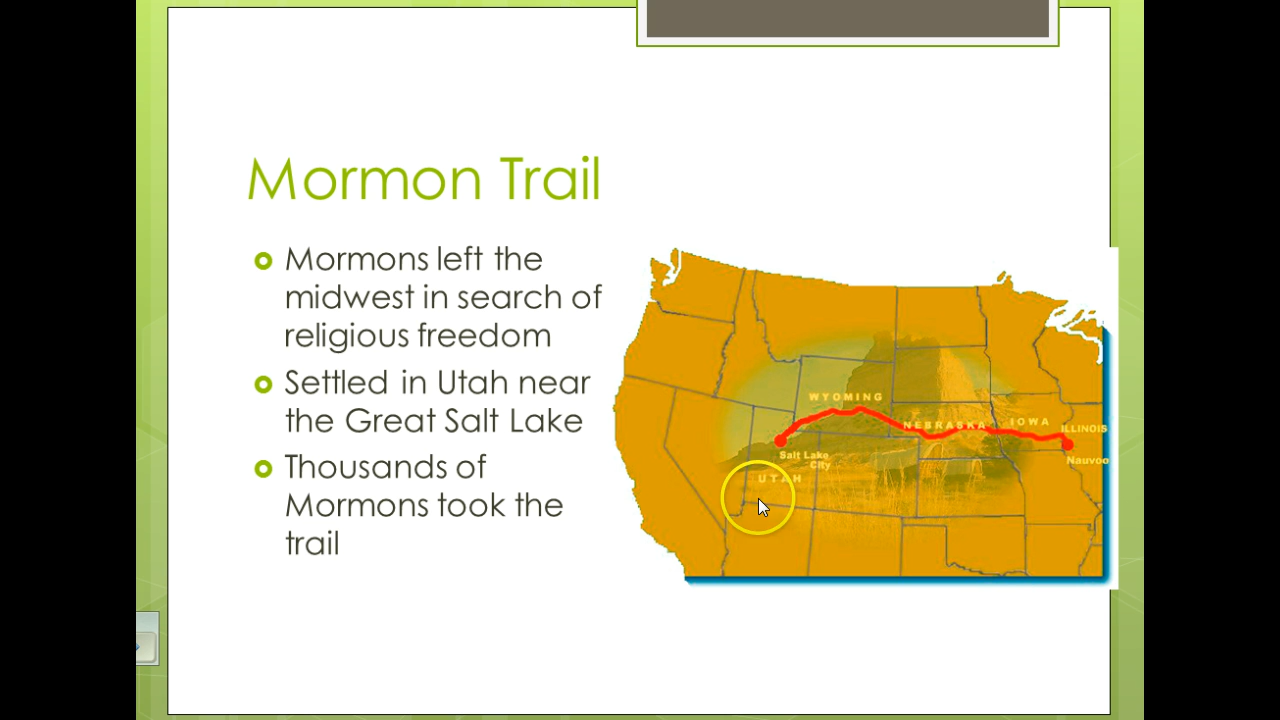 Mormon Trail
Mormons left the
midwest in search of
religious freedom
Settled in Utah near
the Great Salt Lake
Thousands of
Mormons took the
trail
WYOMING
NEBRASKA
IOWA
ILLINOIS
Nauvoo
Salt Lake
City
UTAH